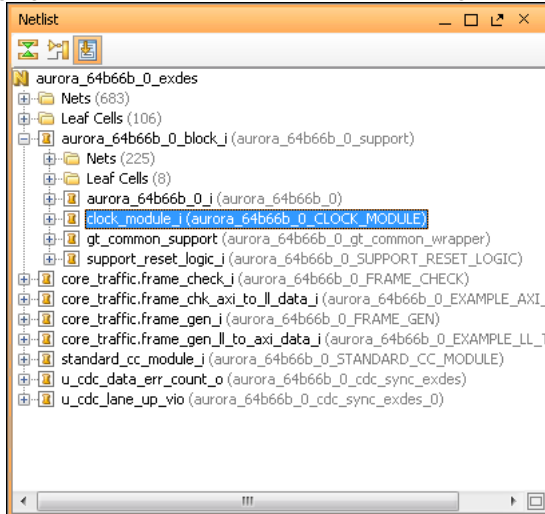 Netlist
aurora_64b66b_0_exdes
Nets (683)
Leaf Cells (106)
aurora_64b66b_0_block_i (aurora_64b66b_0_support)
Nets (225)
Leaf Cells (8)
aurora_64b66b_0_i (aurora_64b66b_0)
clock_module_i (aurora_64b66b_0_CLOCK_MODULE)
gt_common_support (aurora_64b66b_0_gt_common_wrapper)
support_reset_logic_i (aurora_64b66b_0_SUPPORT_RESET_LOGIC)
core_traffic.frame_check_i (aurora_64b66b_0_FRAME_CHECK)
core_traffic.frame_chk_axi_to_ll_data_i (aurora_64b66b_0_EXAMPLE_AXI_
core_traffic.frame_gen_i (aurora_64b66b_0_FRAME_GEN)
core_traffic.frame_gen_ll_to_axi_data_i (aurora_64b66b_0_EXAMPLE_LL_T
standard_cc_module_i (aurora_64b66b_0_STANDARD_CC_MODULE)
u_cdc_data_err_count_o (aurora_64b66b_0_cdc_sync_exdes)
u_cdc_lane_up_vio (aurora_64b66b_0_cdc_sync_exdes_0)